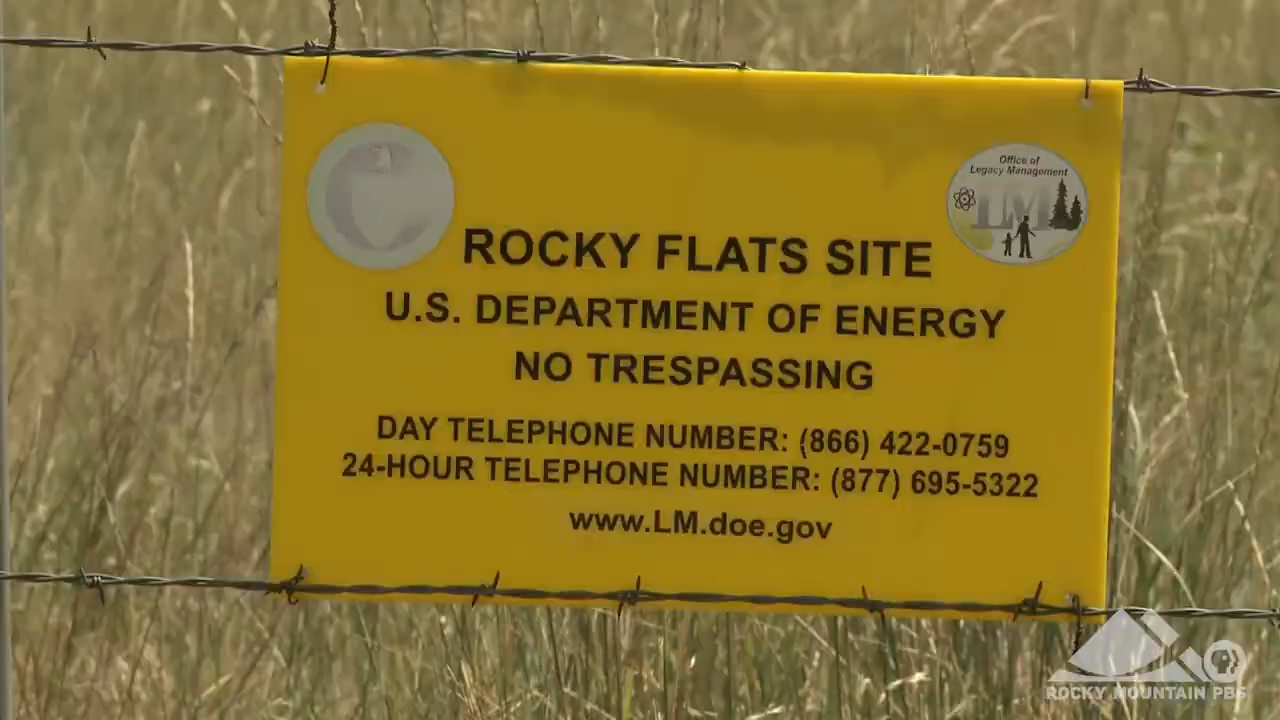 Office of
Legacy Management
LM
ROCKY FLATS SITE
U.S. DEPARTMENT OF ENERGY
NO TRESPASSING
DAY TELEPHONE NUMBER: (866) 422-0759
24-HOUR TELEPHONE NUMBER: (877) 695-5322
www.LM.doe.gov
ROCKY MOUNTAIN PBS